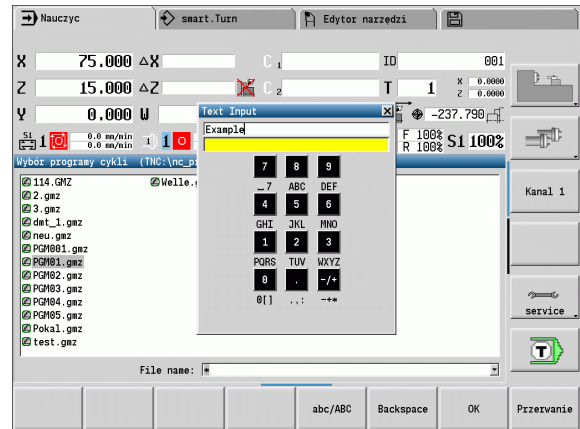 Nauczyc
smart.Turn
Edytor narzędzi
X 75.000 △X C 1 ID 001
Z 15.000 △Z C 2 T 1 X 0.0000
Z 0.0000
Y 0.000 W -237.790
S1 1 0.0 mm/min
0.0 mm/min 1 0 F 100%
R 100% S1 100%
Text Input
Example
7 8 9
_7 ABC DEF
4 5 6
GHI JKL MNO
1 2 3
PQRS TUV WXYZ
0 . -/+
0[] .,: -+*
Wybór programy cykli (TNC:\nc_p
114.GMZ
Welle.g
2.gmz
3.gmz
dmt_1.gmz
neu.gmz
PGM001.gmz
PGM01.gmz
PGM02.gmz
PGM03.gmz
PGM04.gmz
PGM05.gmz
Pokal.gmz
test.gmz
File name: *
Kanal 1
service
T
abc/ABC Backspace OK Przerwanie